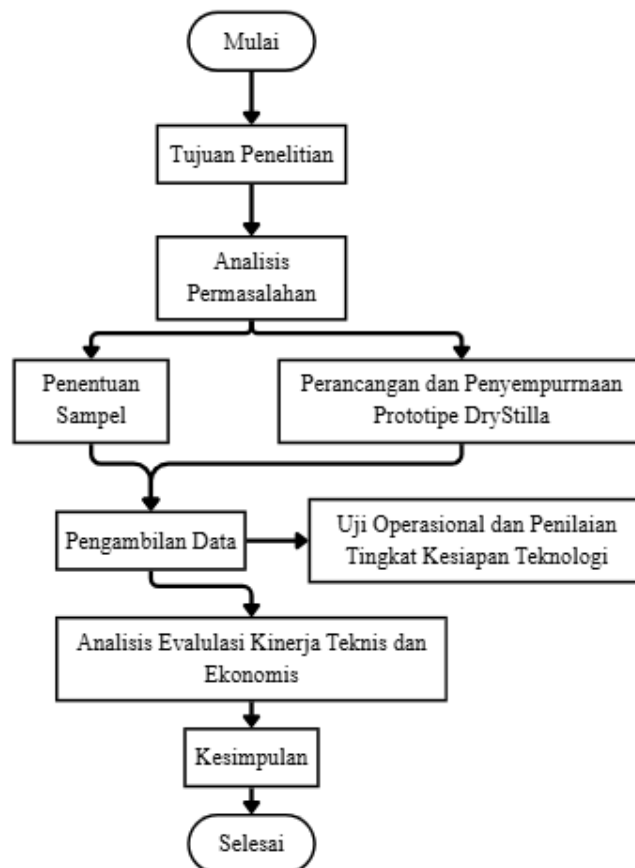 Mulai
Tujuan Penelitian
Analisis
Permasalahan
Penentuan
Sampel
Perancangan dan Penyempurrnaan
Prototipe DryStilla
Pengambilan Data
Uji Operasional dan Penilaian
Tingkat Kesiapan Teknologi
Analisis Evalulasi Kinerja Teknis dan
Ekonomis
Kesimpulan
Selesai